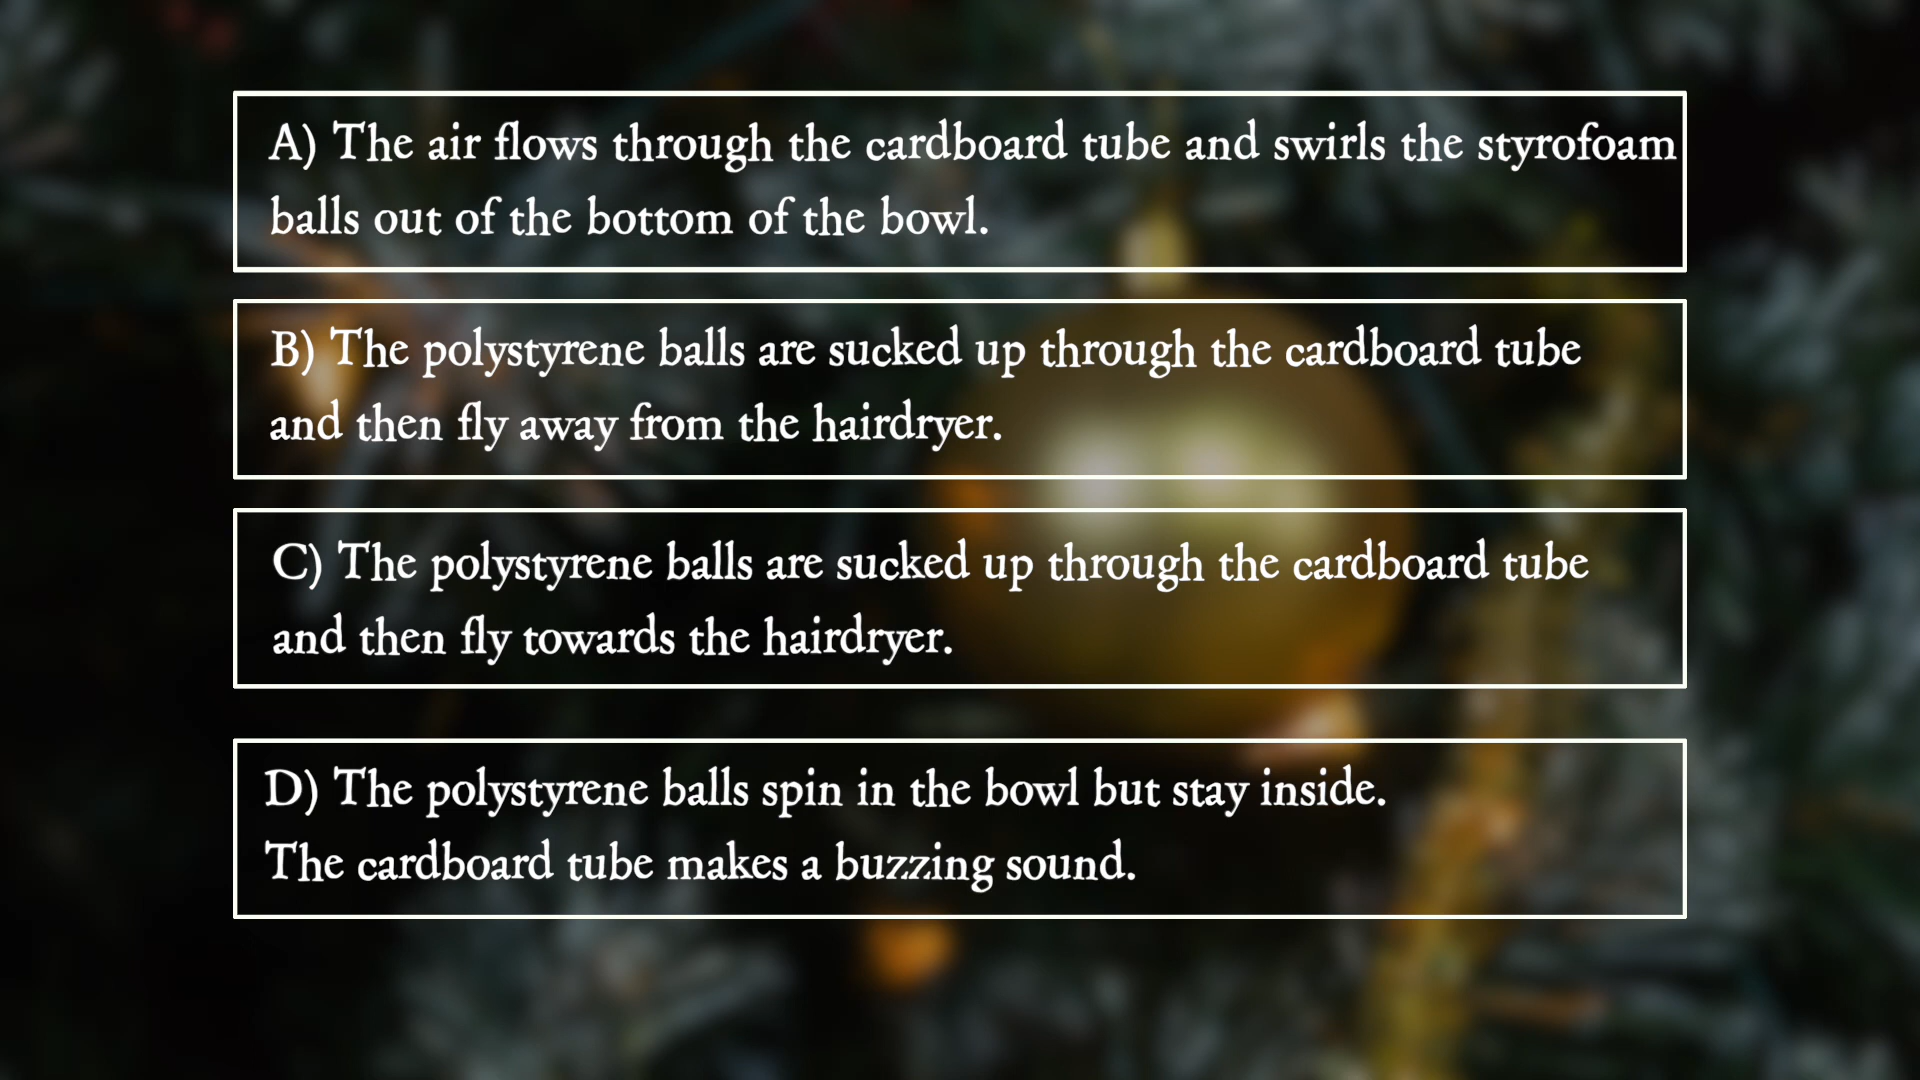 A) The air flows through the cardboard tube and swirls the styrofoam
balls out of the bottom of the bowl.
B) The polystyrene balls are sucked up through the cardboard tube
and then fly away from the hairdryer.
C) The polystyrene balls are sucked up through the cardboard tube
and then fly towards the hairdryer.
D) The polystyrene balls spin in the bowl but stay inside.
The cardboard tube makes a buzzing sound.